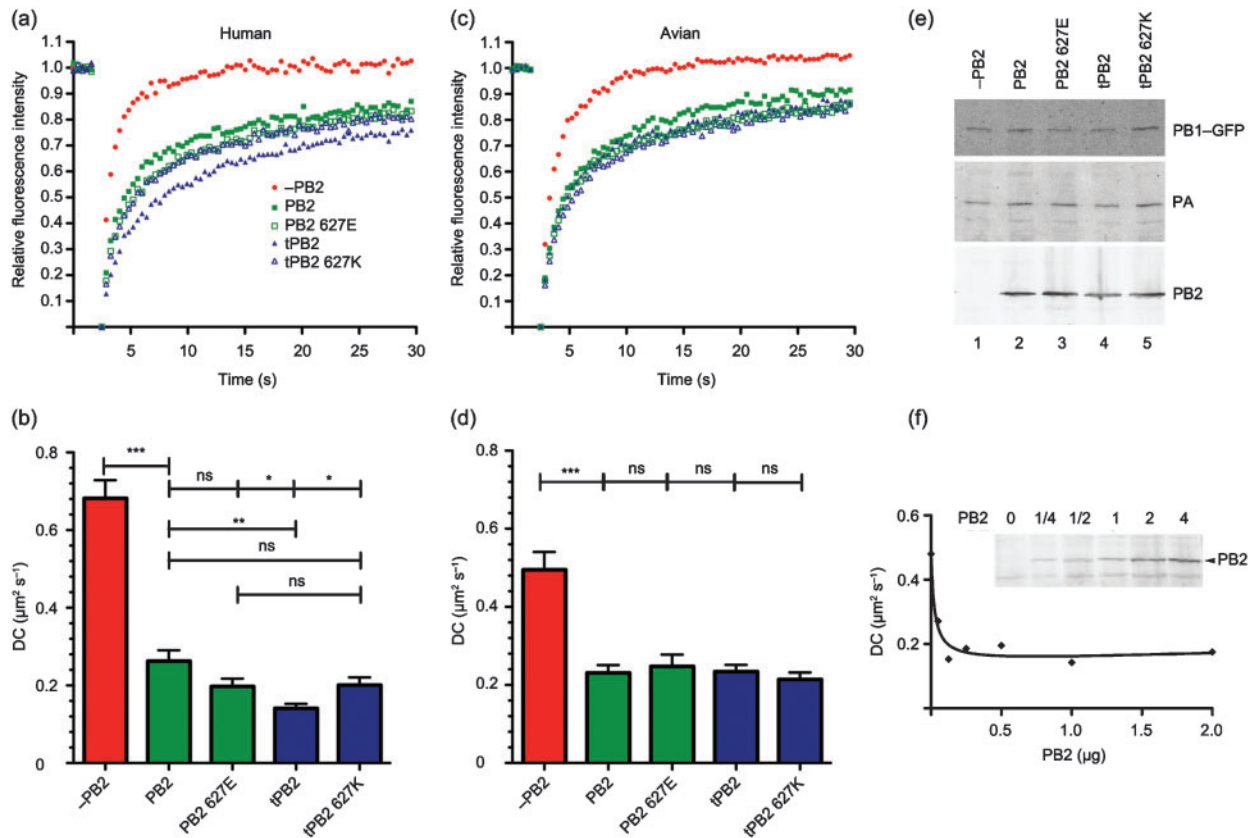 (a)
Human
Relative fluorescence intensity
1.1
1.0
0.9
0.8
0.7
0.6
0.5
0.4
0.3
0.2
0.1
5 10 15 20 25 30
Time (s)
–PB2
PB2
PB2 627E
tPB2
tPB2 627K
(c)
Avian
Relative fluorescence intensity
1.1
1.0
0.9
0.8
0.7
0.6
0.5
0.4
0.3
0.2
0.1
5 10 15 20 25 30
Time (s)
(e)
–PB2
PB2
PB2 627E
tPB2
tPB2 627K
PB1–GFP
PA
PB2
1 2 3 4 5
(b)
DC (µm² s⁻¹)
0.8
0.6
0.4
0.2
0
***
ns * *
**
ns
ns
–PB2
PB2
PB2 627E
tPB2
tPB2 627K
(d)
DC (µm² s⁻¹)
0.8
0.6
0.4
0.2
0
*** ns ns ns
–PB2
PB2
PB2 627E
tPB2
tPB2 627K
(f)
DC (µm² s⁻¹)
0.6
0.4
0.2
PB2 0 1/4 1/2 1 2 4
PB2
0.5 1.0 1.5 2.0
PB2 (µg)